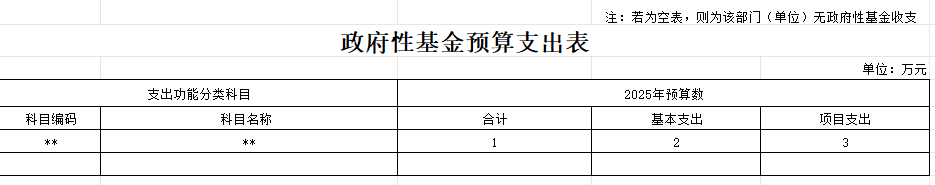 注：若为空表，则为该部门（单位）无政府性基金收支
政府性基金预算支出表
单位：万元
支出功能分类科目 2025年预算数
科目编码 科目名称 合计 基本支出 项目支出
** ** 1 2 3